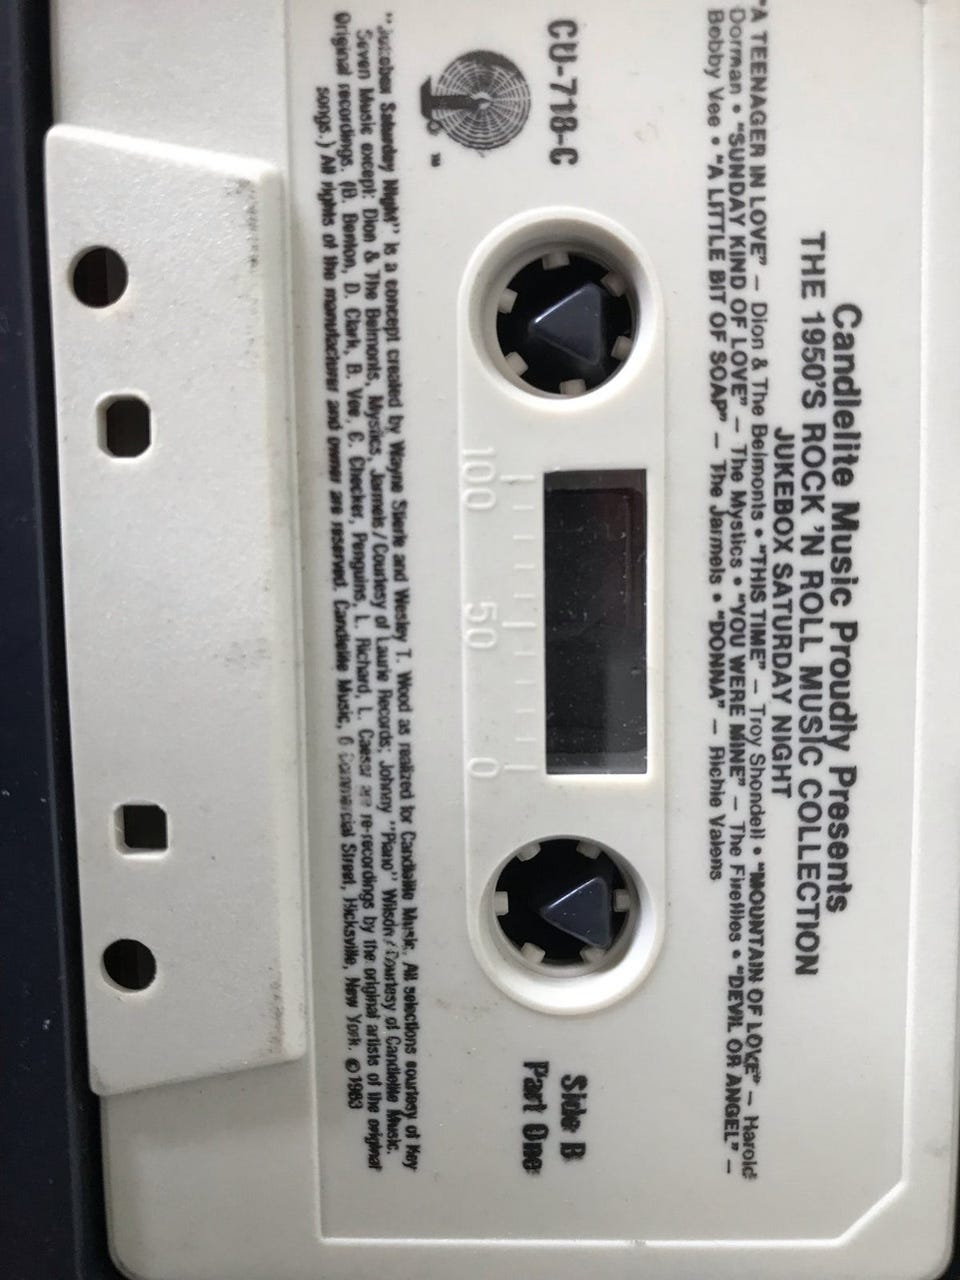 Candlelite Music Proudly Presents
THE 1950'S ROCK 'N ROLL MUSIC COLLECTION
JUKEBOX SATURDAY NIGHT
"A TEENAGER IN LOVE" — Dion & The Belmonts • "THIS TIME" — Troy Shondell • "MOUNTAIN OF LOVE" — Harold
Dorman • "SUNDAY KIND OF LOVE" — The Mystics • "YOU WERE MINE" — The Fireflies • "DEVIL OR ANGEL" —
Bobby Vee • "A LITTLE BIT OF SOAP" — The Jarmels • "DONNA" — Richie Valens
CU-718-C
Side B
Part One
100 50 0
TM
"Jukebox Saturday Night" is a concept created by Wayne Stierle and Wesley T. Wood as realized for Candlelite Music. All selections courtesy of Key
Seven Music except: Dion & The Belmonts, Mystics, Jarmels/Courtesy of Laurie Records; Johnny "Piano" Wilson/Courtesy of Candlelite Music.
Original recordings. (B. Benton, D. Clark, B. Vee, C. Checker, Penguins, L. Richard, L. Caesar are re-recordings by the original artists of the original
songs.) All rights of the manufacturer and owner are reserved. Candlelite Music, 6 Commercial Street, Hicksville, New York. ©1983